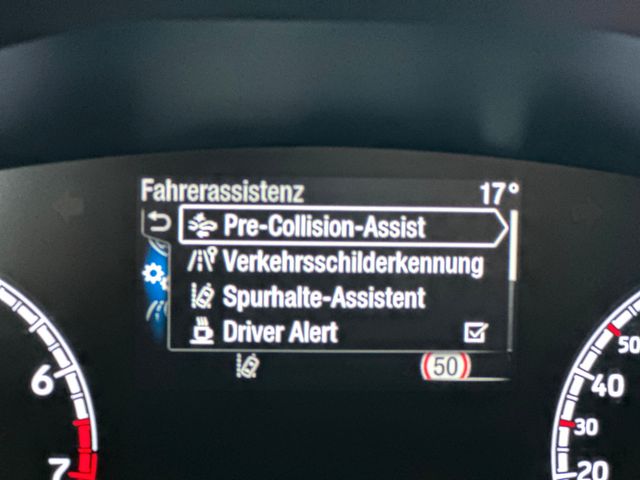 Fahrerassistenz 17°
Pre-Collision-Assist
Verkehrsschilderkennung
Spurhalte-Assistent
Driver Alert
50
6
7
50
40
30
20